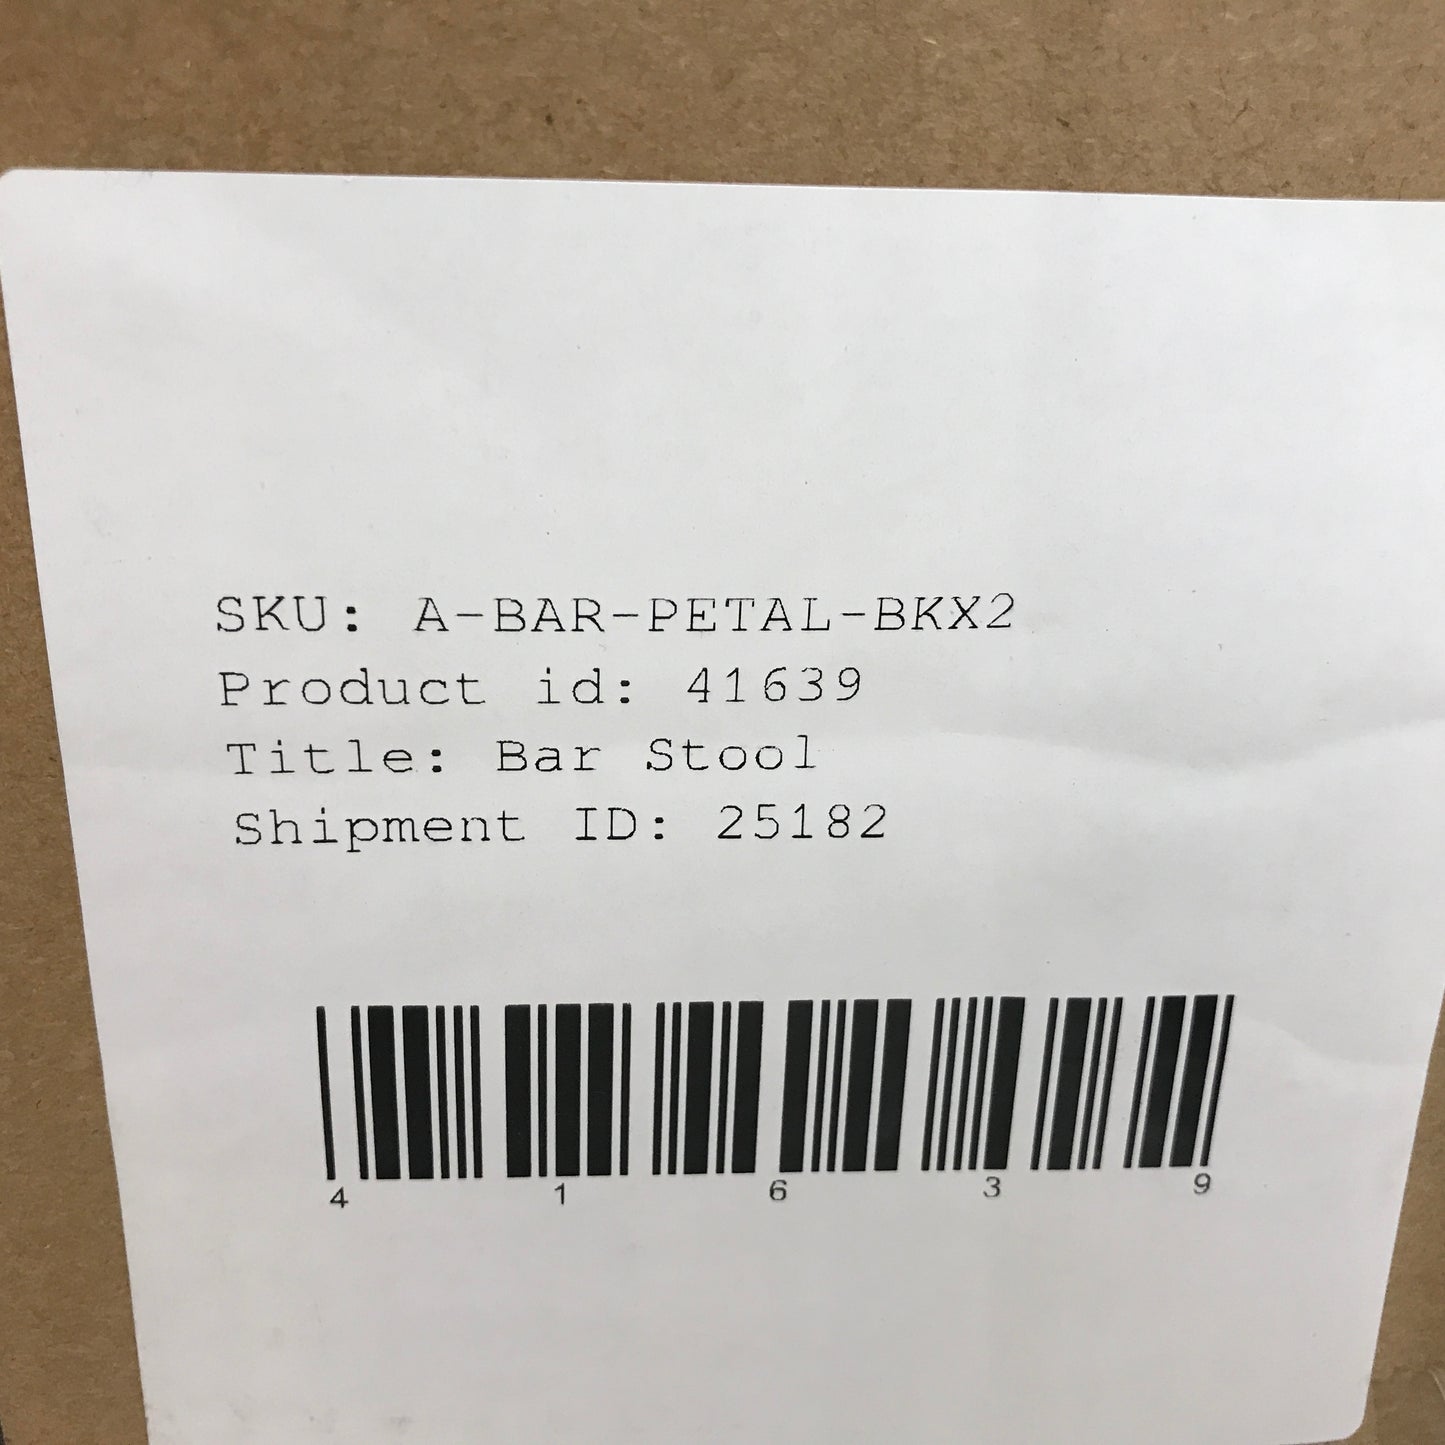 SKU: A-BAR-PETAL-BKX2
Product id: 41639
Title: Bar Stool
Shipment ID: 25182
4 1 6 3 9